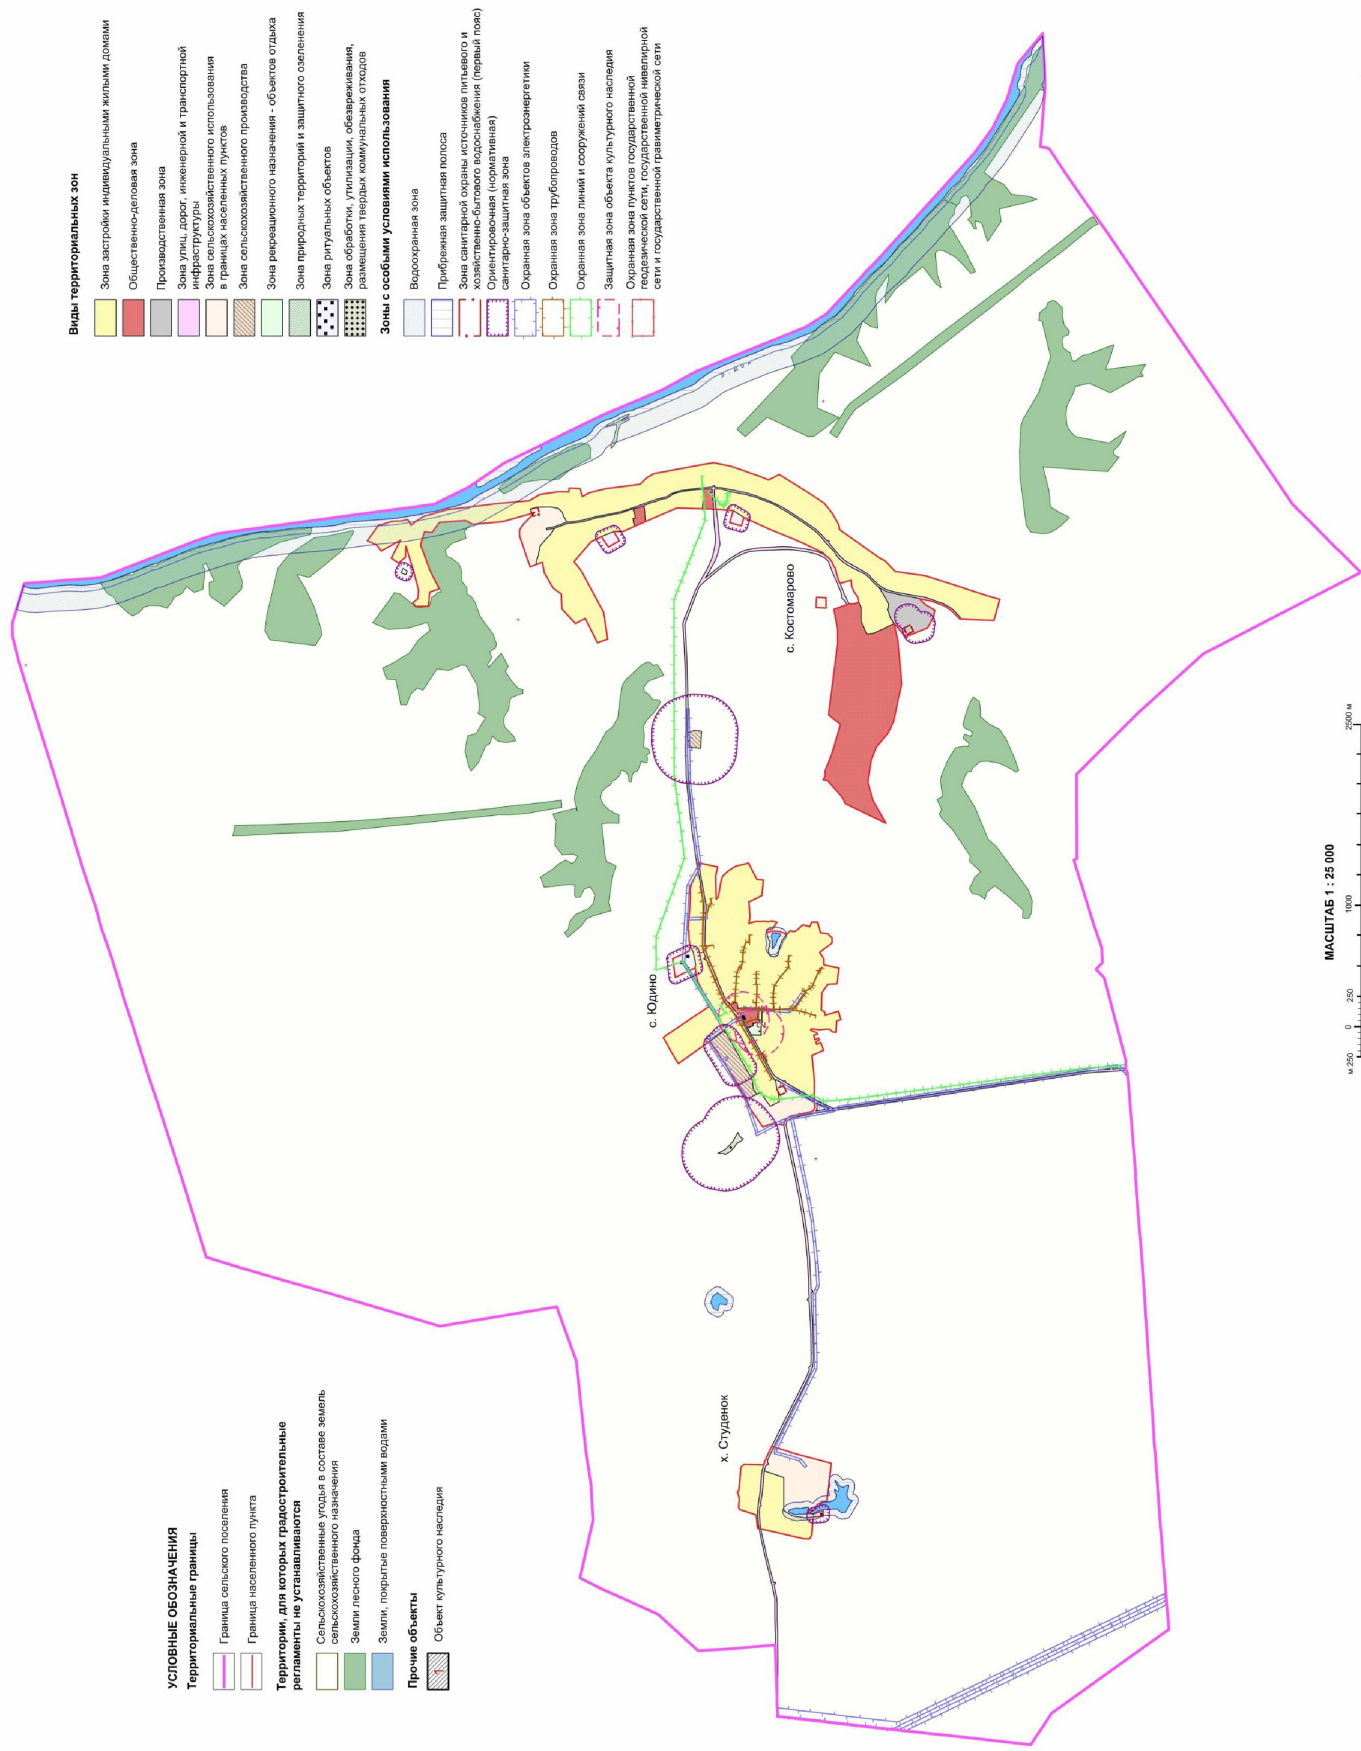 УСЛОВНЫЕ ОБОЗНАЧЕНИЯ
Территориальные границы
Граница сельского поселения
Граница населенного пункта
Территории, для которых градостроительные
регламенты не устанавливаются
Сельскохозяйственные угодья в составе земель
сельскохозяйственного назначения
Земли лесного фонда
Земли, покрытые поверхностными водами
Прочие объекты
1
Объект культурного наследия
Виды территориальных зон
Зона застройки индивидуальными жилыми домами
Общественно-деловая зона
Производственная зона
Зона улиц, дорог, инженерной и транспортной
инфраструктуры
Зона сельскохозяйственного использования
в границах населенных пунктов
Зона сельскохозяйственного производства
Зона рекреационного назначения - объектов отдыха
Зона природных территорий и защитного озеленения
Зона ритуальных объектов
Зона обработки, утилизации, обезвреживания,
размещения твердых коммунальных отходов
Зоны с особыми условиями использования
Водоохранная зона
Прибрежная защитная полоса
Зона санитарной охраны источников питьевого и
хозяйственно-бытового водоснабжения (первый пояс)
Ориентировочная (нормативная)
санитарно-защитная зона
Охранная зона объектов электроэнергетики
Охранная зона трубопроводов
Охранная зона линий и сооружений связи
Защитная зона объекта культурного наследия
Охранная зона пунктов государственной
геодезической сети, государственной нивелирной
сети и государственной гравиметрической сети
р. Дон
х. Студенок
с. Юдино
с. Костомарово
МАСШТАБ 1 : 25 000
м 250 0 250 1000 2500 м